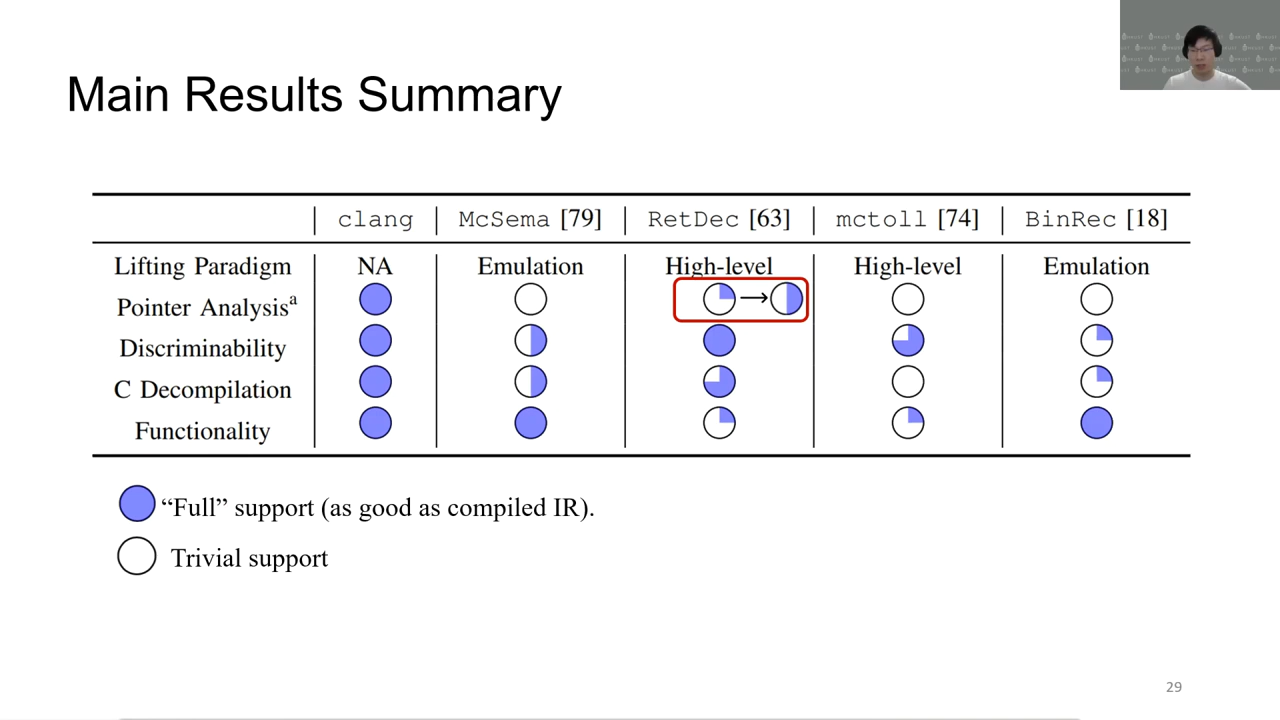 Main Results Summary
clang McSema [79] RetDec [63] mctoll [74] BinRec [18]
Lifting Paradigm NA Emulation High-level High-level Emulation
Pointer Analysisa
Discriminability
C Decompilation
Functionality
“Full” support (as good as compiled IR).
Trivial support
29